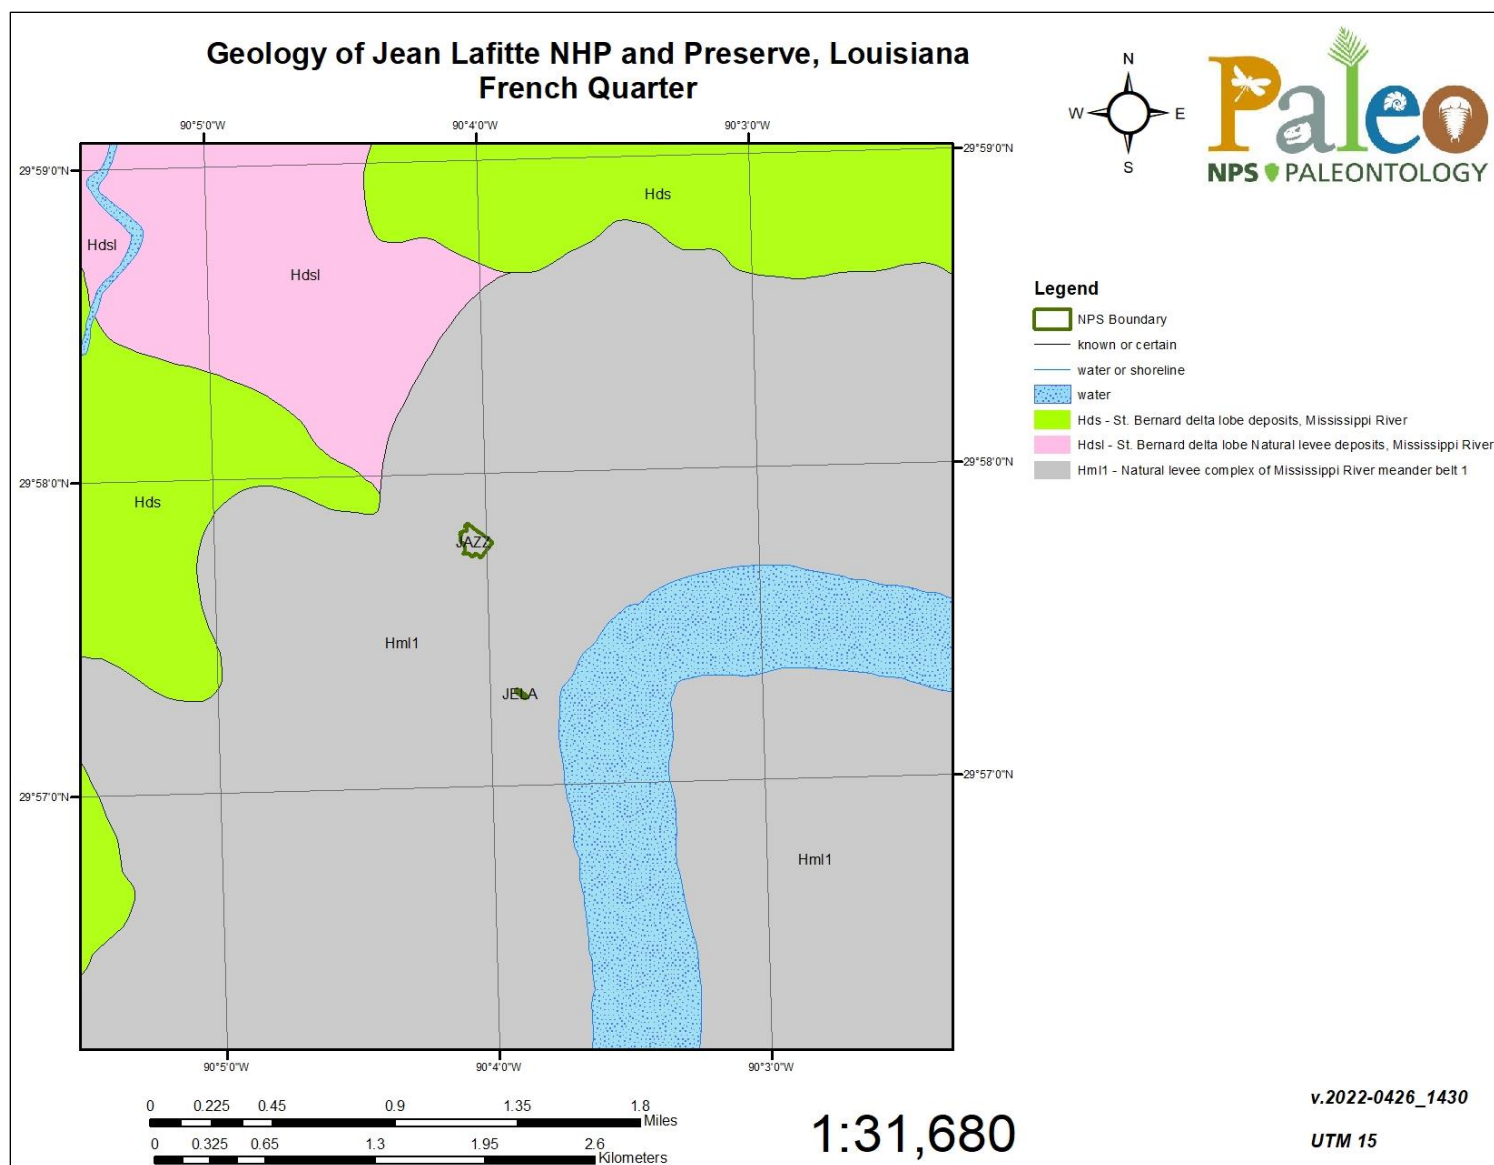 Geology of Jean Lafitte NHP and Preserve, Louisiana
French Quarter
N
W E
S
Paleo
NPS PALEONTOLOGY
90°5'0"W 90°4'0"W 90°3'0"W
29°59'0"N 29°59'0"N
Hds
Hdsl
Hdsl
Legend
NPS Boundary
known or certain
water or shoreline
water
Hds - St. Bernard delta lobe deposits, Mississippi River
Hdsl - St. Bernard delta lobe Natural levee deposits, Mississippi River
Hml1 - Natural levee complex of Mississippi River meander belt 1
29°58'0"N 29°58'0"N
Hds
JAZZ
Hml1
JELA
29°57'0"N 29°57'0"N
Hml1
90°5'0"W 90°4'0"W 90°3'0"W
0 0.225 0.45 0.9 1.35 1.8
Miles
0 0.325 0.65 1.3 1.95 2.6
Kilometers
1:31,680
v.2022-0426_1430
UTM 15